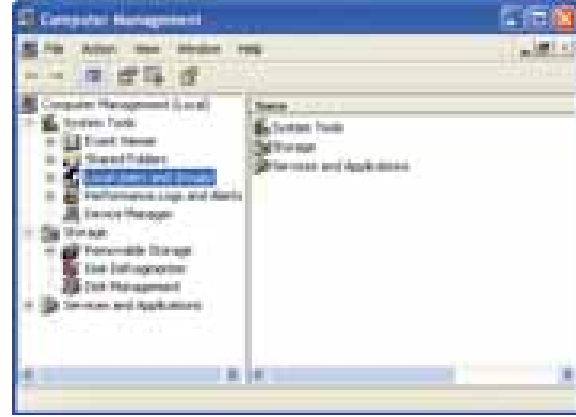 Computer Management
File Action View Window Help
Computer Management (Local)
System Tools
Event Viewer
Shared Folders
Local Users and Groups
Performance Logs and Alerts
Device Manager
Storage
Removable Storage
Disk Defragmenter
Disk Management
Services and Applications
Name
System Tools
Storage
Services and Applications